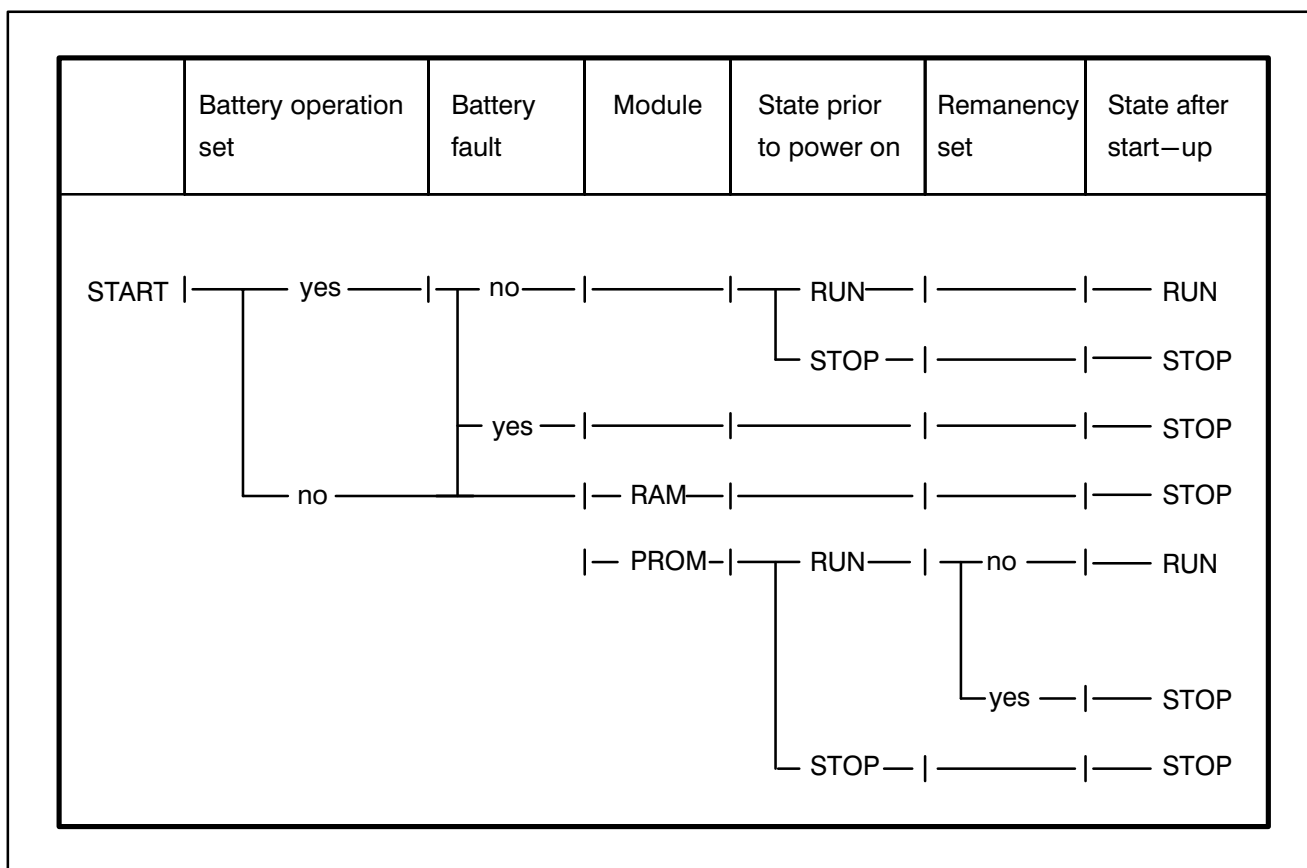 Battery operation set
Battery fault
Module
State prior to power on
Remanency set
State after start—up
START yes no RUN RUN
STOP STOP
yes STOP
no RAM STOP
PROM RUN no RUN
yes STOP
STOP STOP